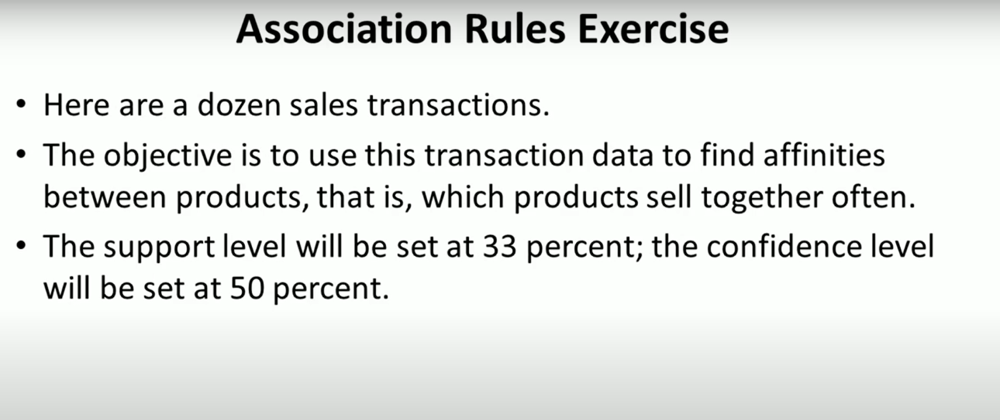 Association Rules Exercise
• Here are a dozen sales transactions.
• The objective is to use this transaction data to find affinities
between products, that is, which products sell together often.
• The support level will be set at 33 percent; the confidence level
will be set at 50 percent.